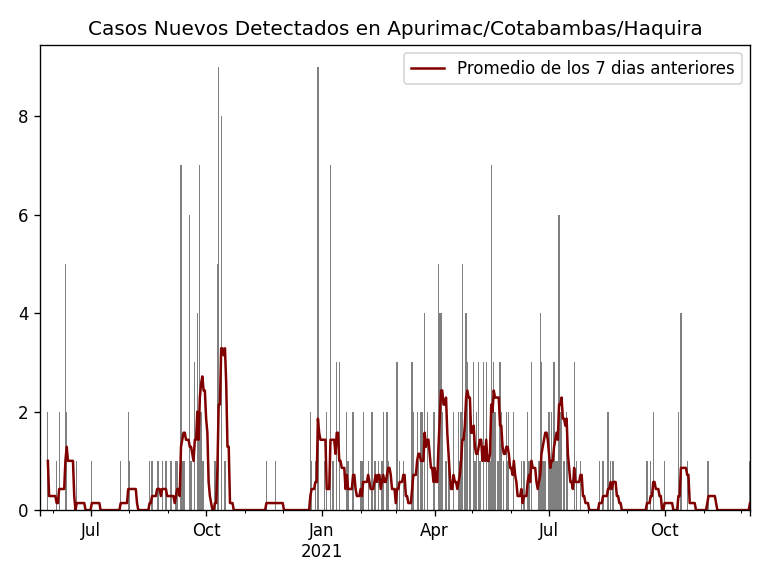 Casos Nuevos Detectados en Apurimac/Cotabambas/Haquira
Promedio de los 7 dias anteriores
8
6
4
2
0
Jul
Oct
Jan
2021
Apr
Jul
Oct